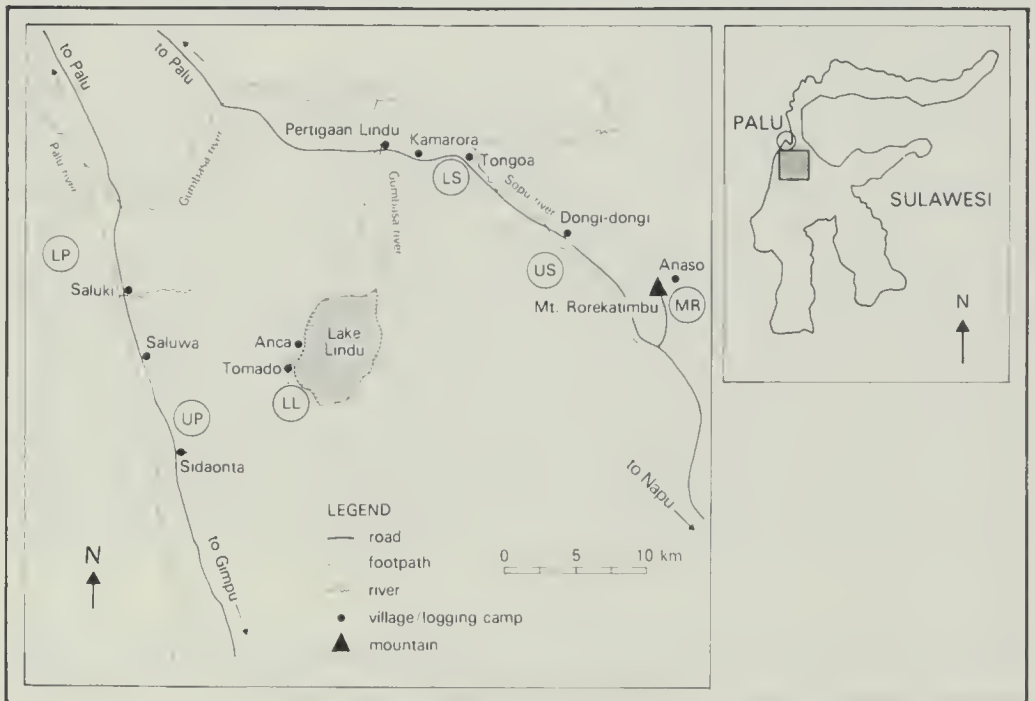 to Palu
to Palu
Pertigaan Lindu
Kamarora
Tongoa
LS
Palu river
Gumbasa river
Gumbasa river
Sopu river
Dongi-dongi
US
LP
Anaso
Mt. Rorekatimbu
MR
Saluki
Saluwa
Anca
Lake
Lindu
Tomado
LL
UP
Sidaonta
to Napu
to Gimpu
N
LEGEND
road
footpath
river
village/logging camp
mountain
0 5 10 km
PALU
SULAWESI
N